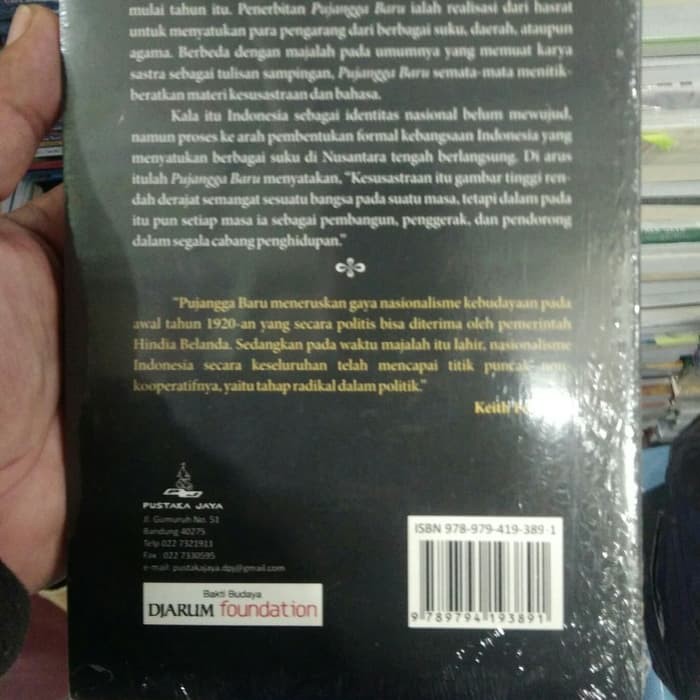 mulai tahun itu. Penerbitan Pujangga Baru ialah realisasi dari hasrat
untuk menyatukan para pengarang dari berbagai suku, daerah, ataupun
agama. Berbeda dengan majalah pada umumnya yang memuat karya
sastra sebagai tulisan sampingan, Pujangga Baru semata-mata menitik-
beratkan materi kesusastraan dan bahasa.
Kala itu Indonesia sebagai identitas nasional belum mewujud,
namun proses ke arah pembentukan formal kebangsaan Indonesia yang
menyatukan berbagai suku di Nusantara tengah berlangsung. Di arus
itulah Pujangga Baru menyatakan, “Kesusastraan itu gambar tinggi ren-
dah derajat semangat sesuatu bangsa pada suatu masa, tetapi dalam pada
itu pun setiap masa ia sebagai pembangun, penggerak, dan pendorong
dalam segala cabang penghidupan.”
“Pujangga Baru meneruskan gaya nasionalisme kebudayaan pada
awal tahun 1920-an yang secara politis bisa diterima oleh pemerintah
Hindia Belanda. Sedangkan pada waktu majalah itu lahir, nasionalisme
Indonesia secara keseluruhan telah mencapai titik puncak non-
kooperatifnya, yaitu tahap radikal dalam politik.”
Keith
PUSTAKA JAYA
Jl. Gumuruh No. 51
Bandung 40275
Telp 022 7321911
Fax : 022 7330595
e-mail: pustakajaya.dpj@gmail.com
Bakti Budaya
DJARUM foundation
ISBN 978-979-419-389 1
9 789794 193891